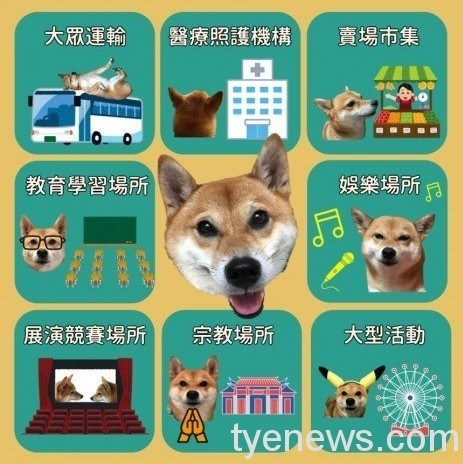 大眾運輸
醫療照護機構
賣場市集
教育學習場所
娛樂場所
展演競賽場所
宗教場所
大型活動
tyenews.com